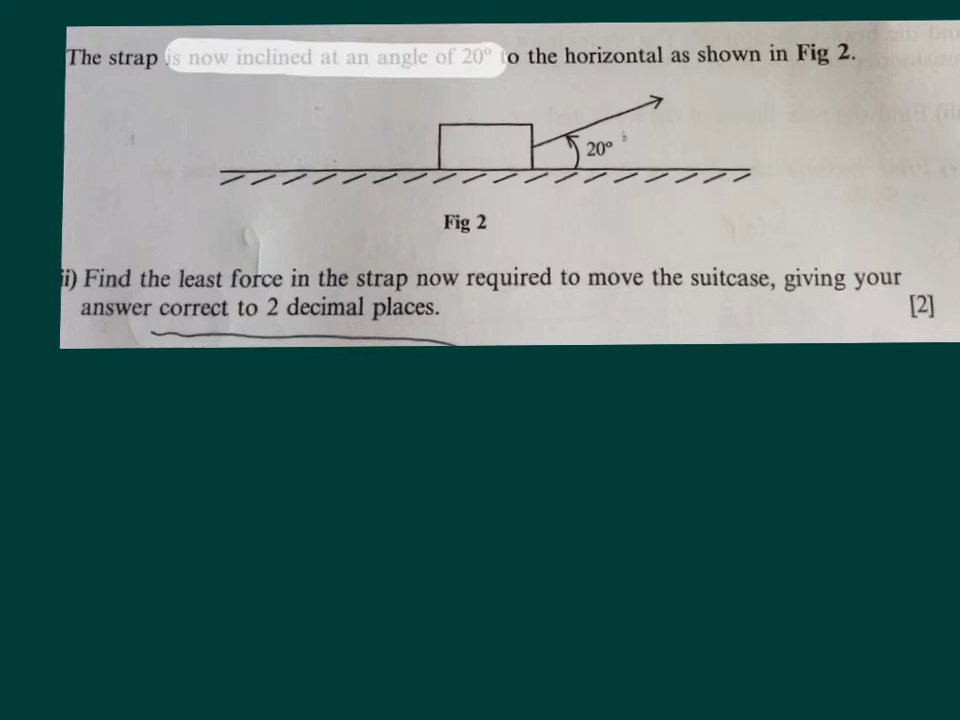 The strap is now inclined at an angle of 20° to the horizontal as shown in Fig 2.
20°
Fig 2
ii) Find the least force in the strap now required to move the suitcase, giving your
answer correct to 2 decimal places. [2]